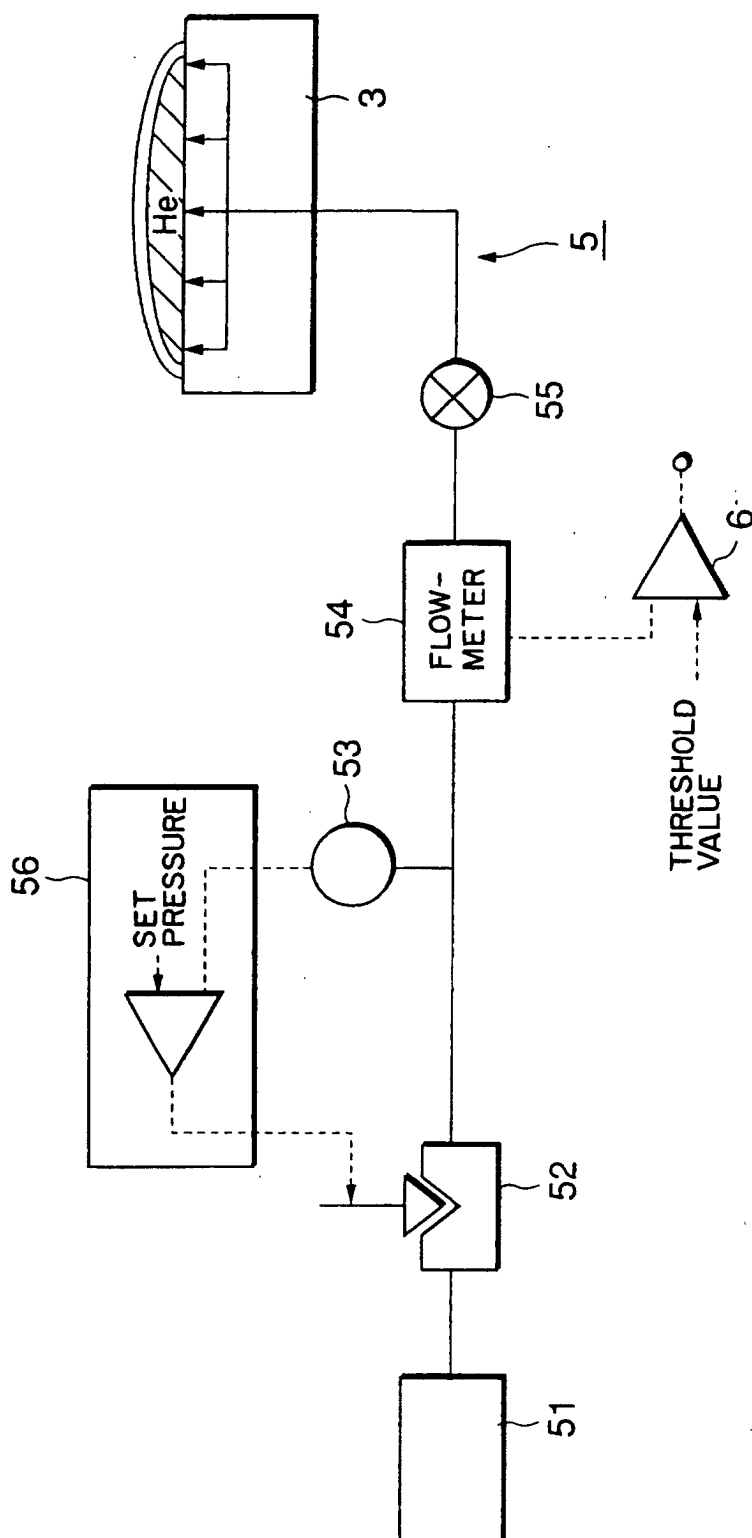 56
SET
PRESSURE
53
54
FLOW-
METER
He
3
5
55
52
51
THRESHOLD
VALUE
6